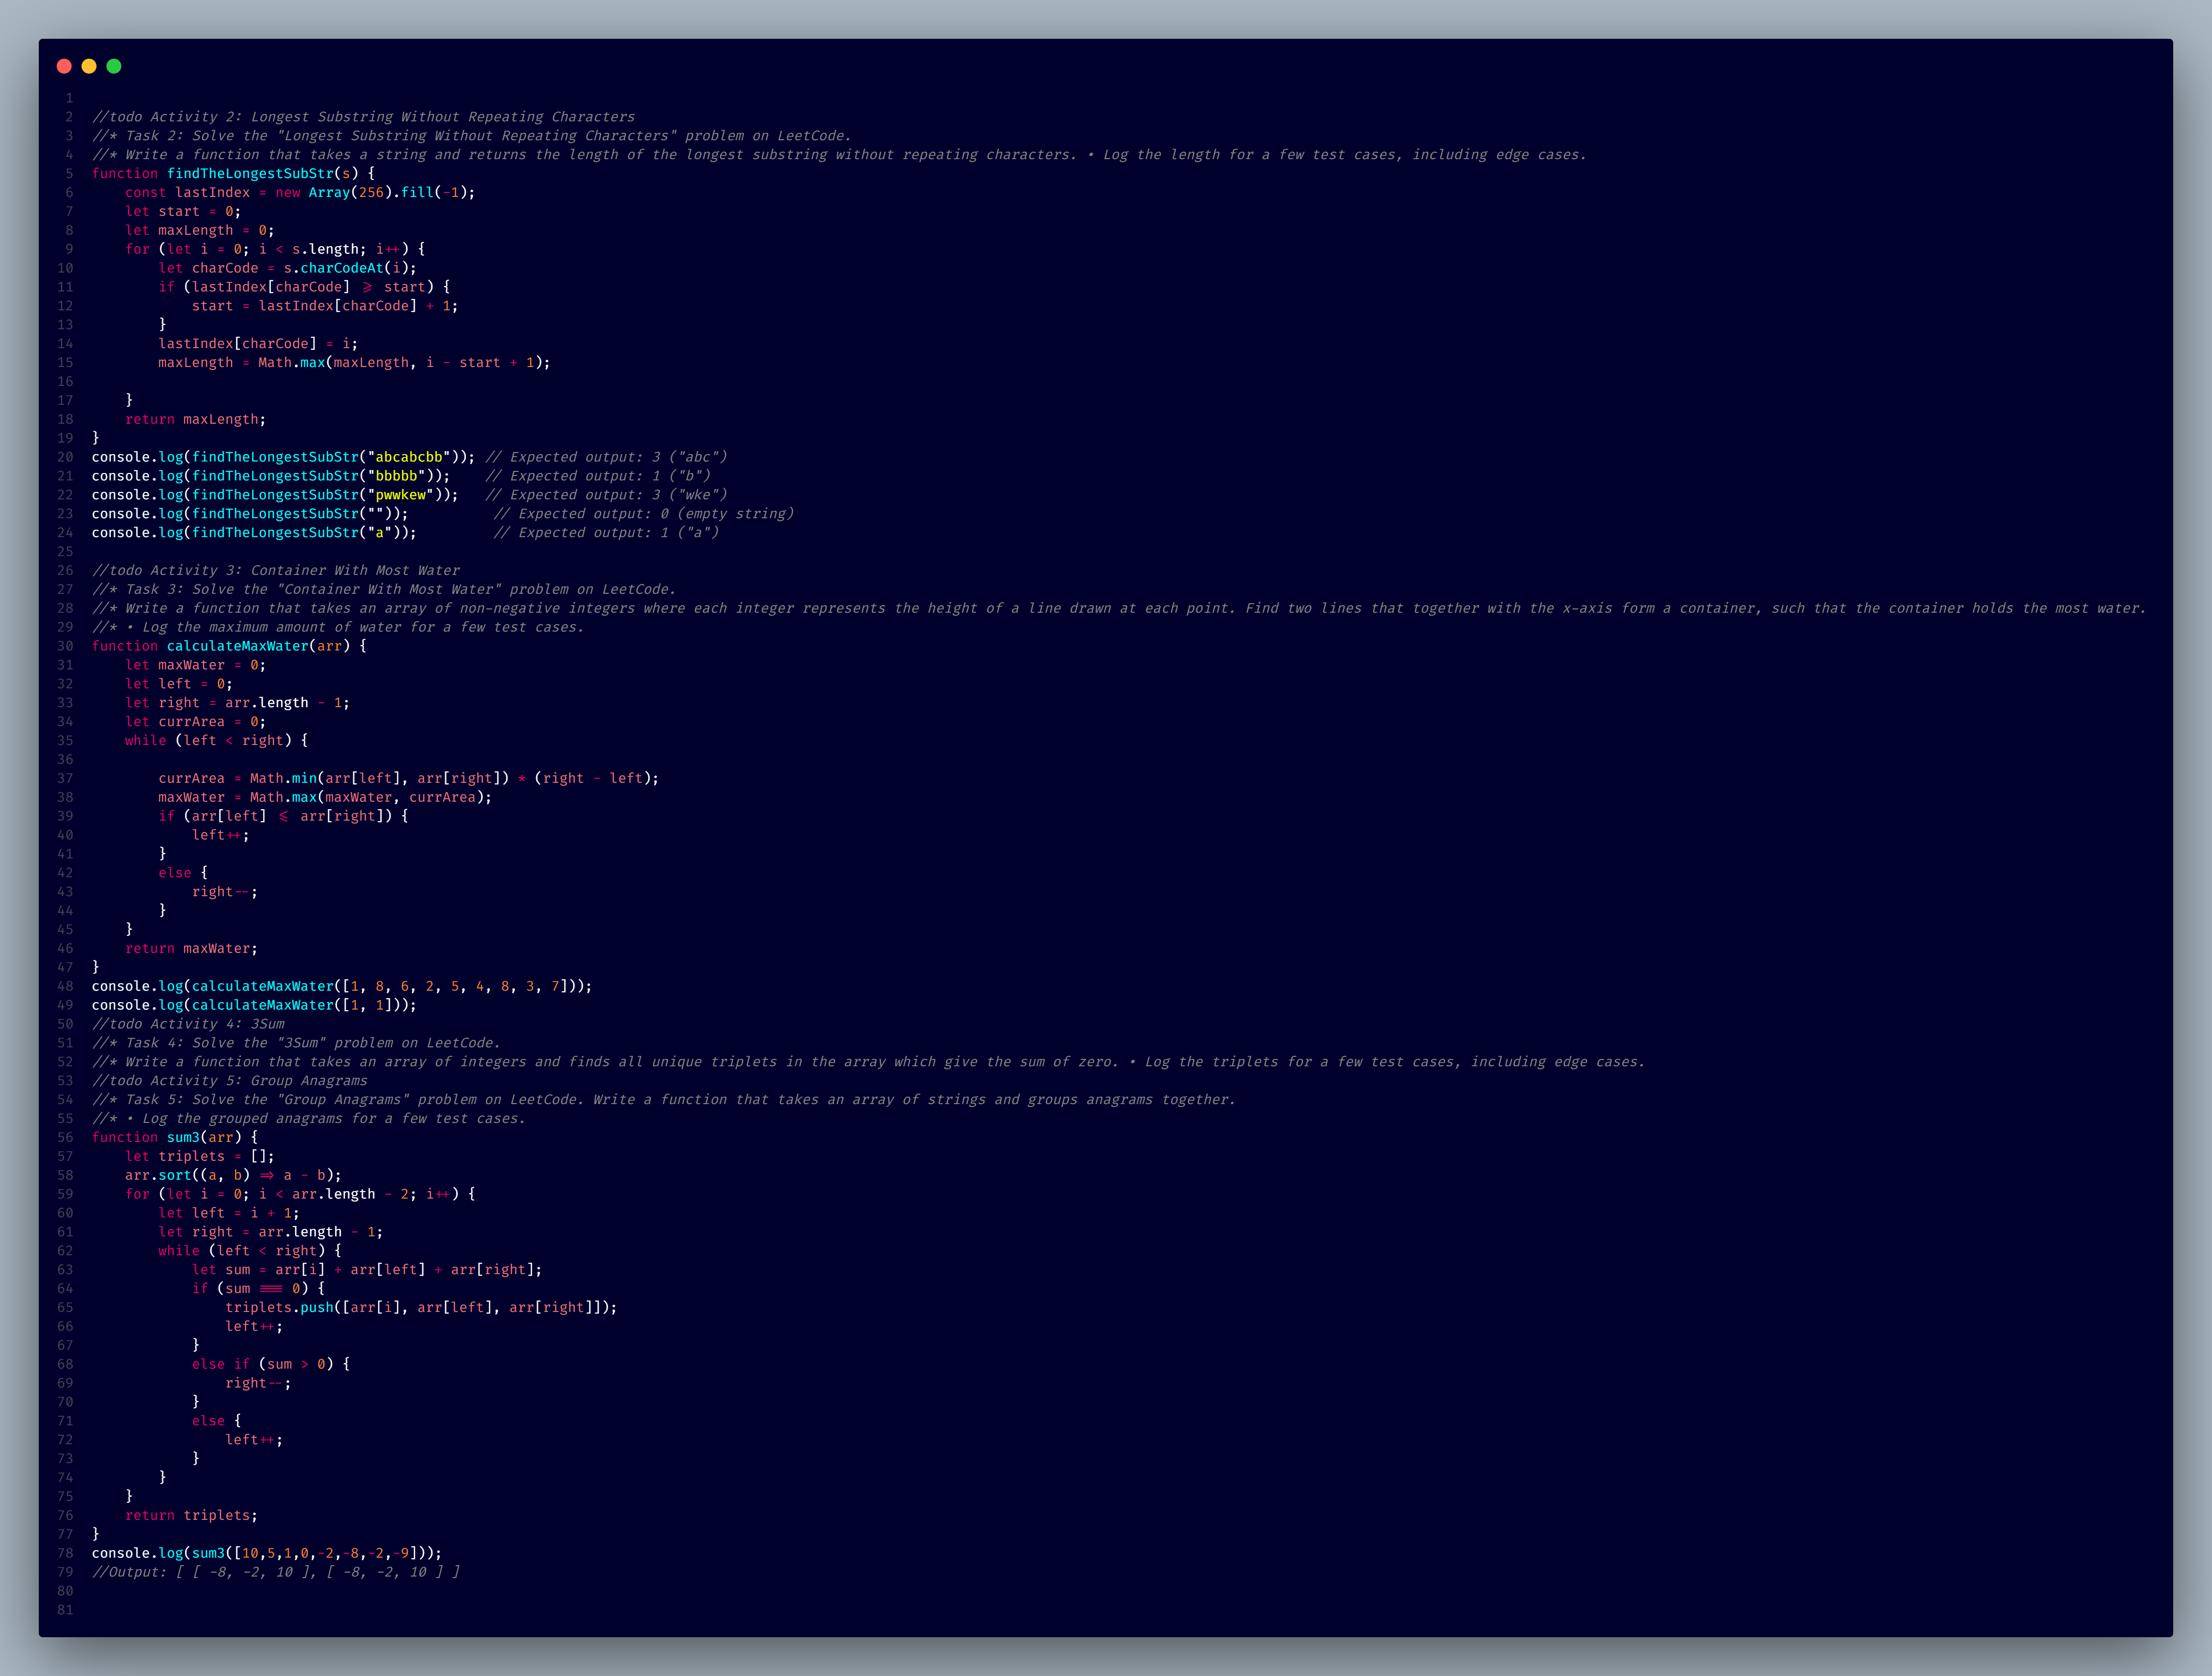 1
2 //todo Activity 2: Longest Substring Without Repeating Characters
3 //* Task 2: Solve the "Longest Substring Without Repeating Characters" problem on LeetCode.
4 //* Write a function that takes a string and returns the length of the longest substring without repeating characters. • Log the length for a few test cases, including edge cases.
5 function findTheLongestSubStr(s) {
6     const lastIndex = new Array(256).fill(-1);
7     let start = 0;
8     let maxLength = 0;
9     for (let i = 0; i < s.length; i++) {
10         let charCode = s.charCodeAt(i);
11         if (lastIndex[charCode] >= start) {
12             start = lastIndex[charCode] + 1;
13         }
14         lastIndex[charCode] = i;
15         maxLength = Math.max(maxLength, i - start + 1);
16
17     }
18     return maxLength;
19 }
20 console.log(findTheLongestSubStr("abcabcbb")); // Expected output: 3 ("abc")
21 console.log(findTheLongestSubStr("bbbbb"));    // Expected output: 1 ("b")
22 console.log(findTheLongestSubStr("pwwkew"));   // Expected output: 3 ("wke")
23 console.log(findTheLongestSubStr(""));          // Expected output: 0 (empty string)
24 console.log(findTheLongestSubStr("a"));         // Expected output: 1 ("a")
25
26 //todo Activity 3: Container With Most Water
27 //* Task 3: Solve the "Container With Most Water" problem on LeetCode.
28 //* Write a function that takes an array of non-negative integers where each integer represents the height of a line drawn at each point. Find two lines that together with the x-axis form a container, such that the container holds the most water.
29 //* • Log the maximum amount of water for a few test cases.
30 function calculateMaxWater(arr) {
31     let maxWater = 0;
32     let left = 0;
33     let right = arr.length - 1;
34     let currArea = 0;
35     while (left < right) {
36
37         currArea = Math.min(arr[left], arr[right]) * (right - left);
38         maxWater = Math.max(maxWater, currArea);
39         if (arr[left] <= arr[right]) {
40             left++;
41         }
42         else {
43             right--;
44         }
45     }
46     return maxWater;
47 }
48 console.log(calculateMaxWater([1, 8, 6, 2, 5, 4, 8, 3, 7]));
49 console.log(calculateMaxWater([1, 1]));
50 //todo Activity 4: 3Sum
51 //* Task 4: Solve the "3Sum" problem on LeetCode.
52 //* Write a function that takes an array of integers and finds all unique triplets in the array which give the sum of zero. • Log the triplets for a few test cases, including edge cases.
53 //todo Activity 5: Group Anagrams
54 //* Task 5: Solve the "Group Anagrams" problem on LeetCode. Write a function that takes an array of strings and groups anagrams together.
55 //* • Log the grouped anagrams for a few test cases.
56 function sum3(arr) {
57     let triplets = [];
58     arr.sort((a, b) => a - b);
59     for (let i = 0; i < arr.length - 2; i++) {
60         let left = i + 1;
61         let right = arr.length - 1;
62         while (left < right) {
63             let sum = arr[i] + arr[left] + arr[right];
64             if (sum === 0) {
65                 triplets.push([arr[i], arr[left], arr[right]]);
66                 left++;
67             }
68             else if (sum > 0) {
69                 right--;
70             }
71             else {
72                 left++;
73             }
74         }
75     }
76     return triplets;
77 }
78 console.log(sum3([10,5,1,0,-2,-8,-2,-9]));
79 //Output: [ [ -8, -2, 10 ], [ -8, -2, 10 ] ]
80
81